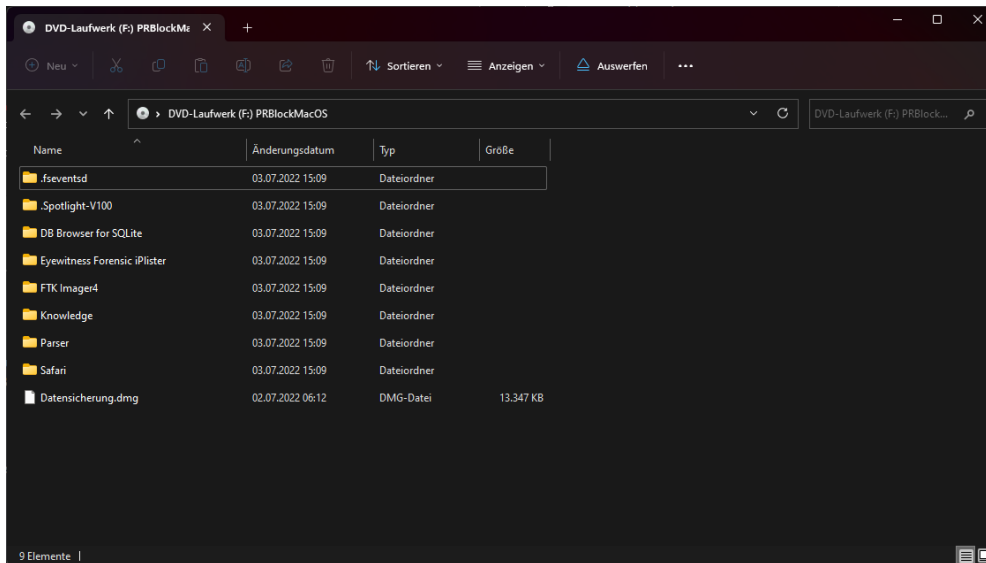 DVD-Laufwerk (F:) PRBlockMa
Neu
Sortieren
Anzeigen
Auswerfen
DVD-Laufwerk (F:) PRBlockMacOS
DVD-Laufwerk (F:) PRBlock...
Name Änderungsdatum Typ Größe
.fseventsd 03.07.2022 15:09 Dateiordner
.Spotlight-V100 03.07.2022 15:09 Dateiordner
DB Browser for SQLite 03.07.2022 15:09 Dateiordner
Eyewitness Forensic iPlister 03.07.2022 15:09 Dateiordner
FTK Imager4 03.07.2022 15:09 Dateiordner
Knowledge 03.07.2022 15:09 Dateiordner
Parser 03.07.2022 15:09 Dateiordner
Safari 03.07.2022 15:09 Dateiordner
Datensicherung.dmg 02.07.2022 06:12 DMG-Datei 13.347 KB
9 Elemente